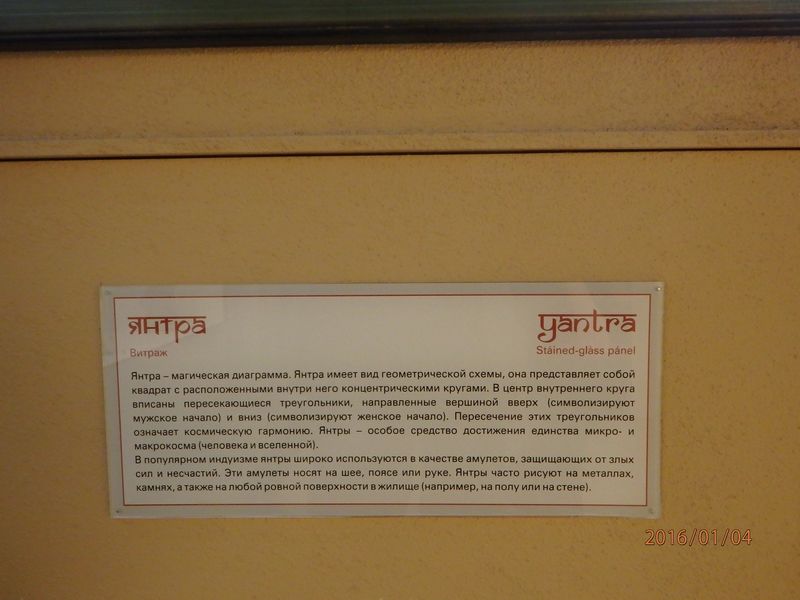 янтра
yantra
Витраж
Stained-glass panel
Янтра – магическая диаграмма. Янтра имеет вид геометрической схемы, она представляет собой
квадрат с расположенными внутри него концентрическими кругами. В центр внутреннего круга
вписаны пересекающиеся треугольники, направленные вершиной вверх (символизируют
мужское начало) и вниз (символизируют женское начало). Пересечение этих треугольников
означает космическую гармонию. Янтры – особое средство достижения единства микро- и
макрокосма (человека и вселенной).
В популярном индуизме янтры широко используются в качестве амулетов, защищающих от злых
сил и несчастий. Эти амулеты носят на шее, поясе или руке. Янтры часто рисуют на металлах,
камнях, а также на любой ровной поверхности в жилище (например, на полу или на стене).
2016/01/04